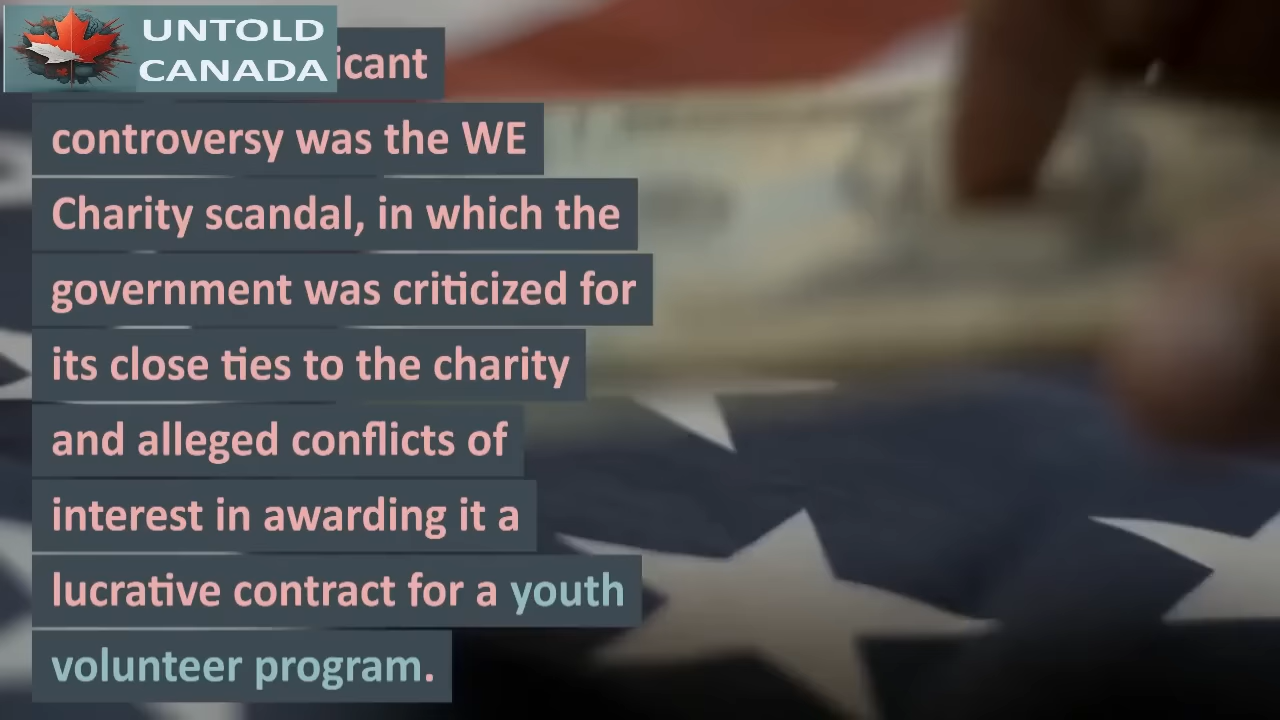 UNTOLD
CANADA
icant
controversy was the WE
Charity scandal, in which the
government was criticized for
its close ties to the charity
and alleged conflicts of
interest in awarding it a
lucrative contract for a youth
volunteer program.